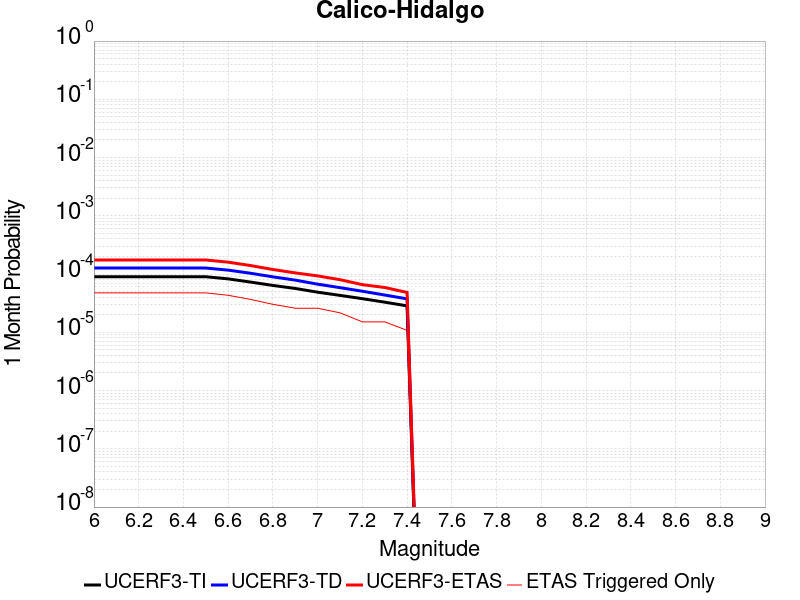 Calico-Hidalgo
10^0
10^-1
10^-2
10^-3
10^-4
10^-5
10^-6
10^-7
10^-8
1 Month Probability
6 6.2 6.4 6.6 6.8 7 7.2 7.4 7.6 7.8 8 8.2 8.4 8.6 8.8 9
Magnitude
UCERF3-TI UCERF3-TD UCERF3-ETAS ETAS Triggered Only